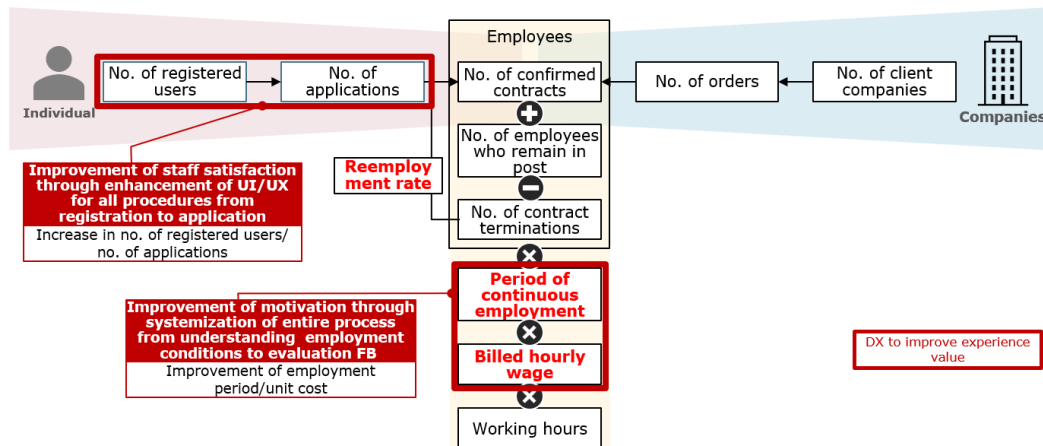 Employees
Individual
No. of registered
users
No. of
applications
No. of confirmed
contracts
No. of orders
No. of client
companies
Companies
No. of employees
who remain in
post
Reemploy
ment rate
No. of contract
terminations
Improvement of staff satisfaction
through enhancement of UI/UX
for all procedures from
registration to application
Increase in no. of registered users/
no. of applications
Period of
continuous
employment
Improvement of motivation through
systemization of entire process
from understanding employment
conditions to evaluation FB
Improvement of employment
period/unit cost
Billed hourly
wage
Working hours
DX to improve experience
value